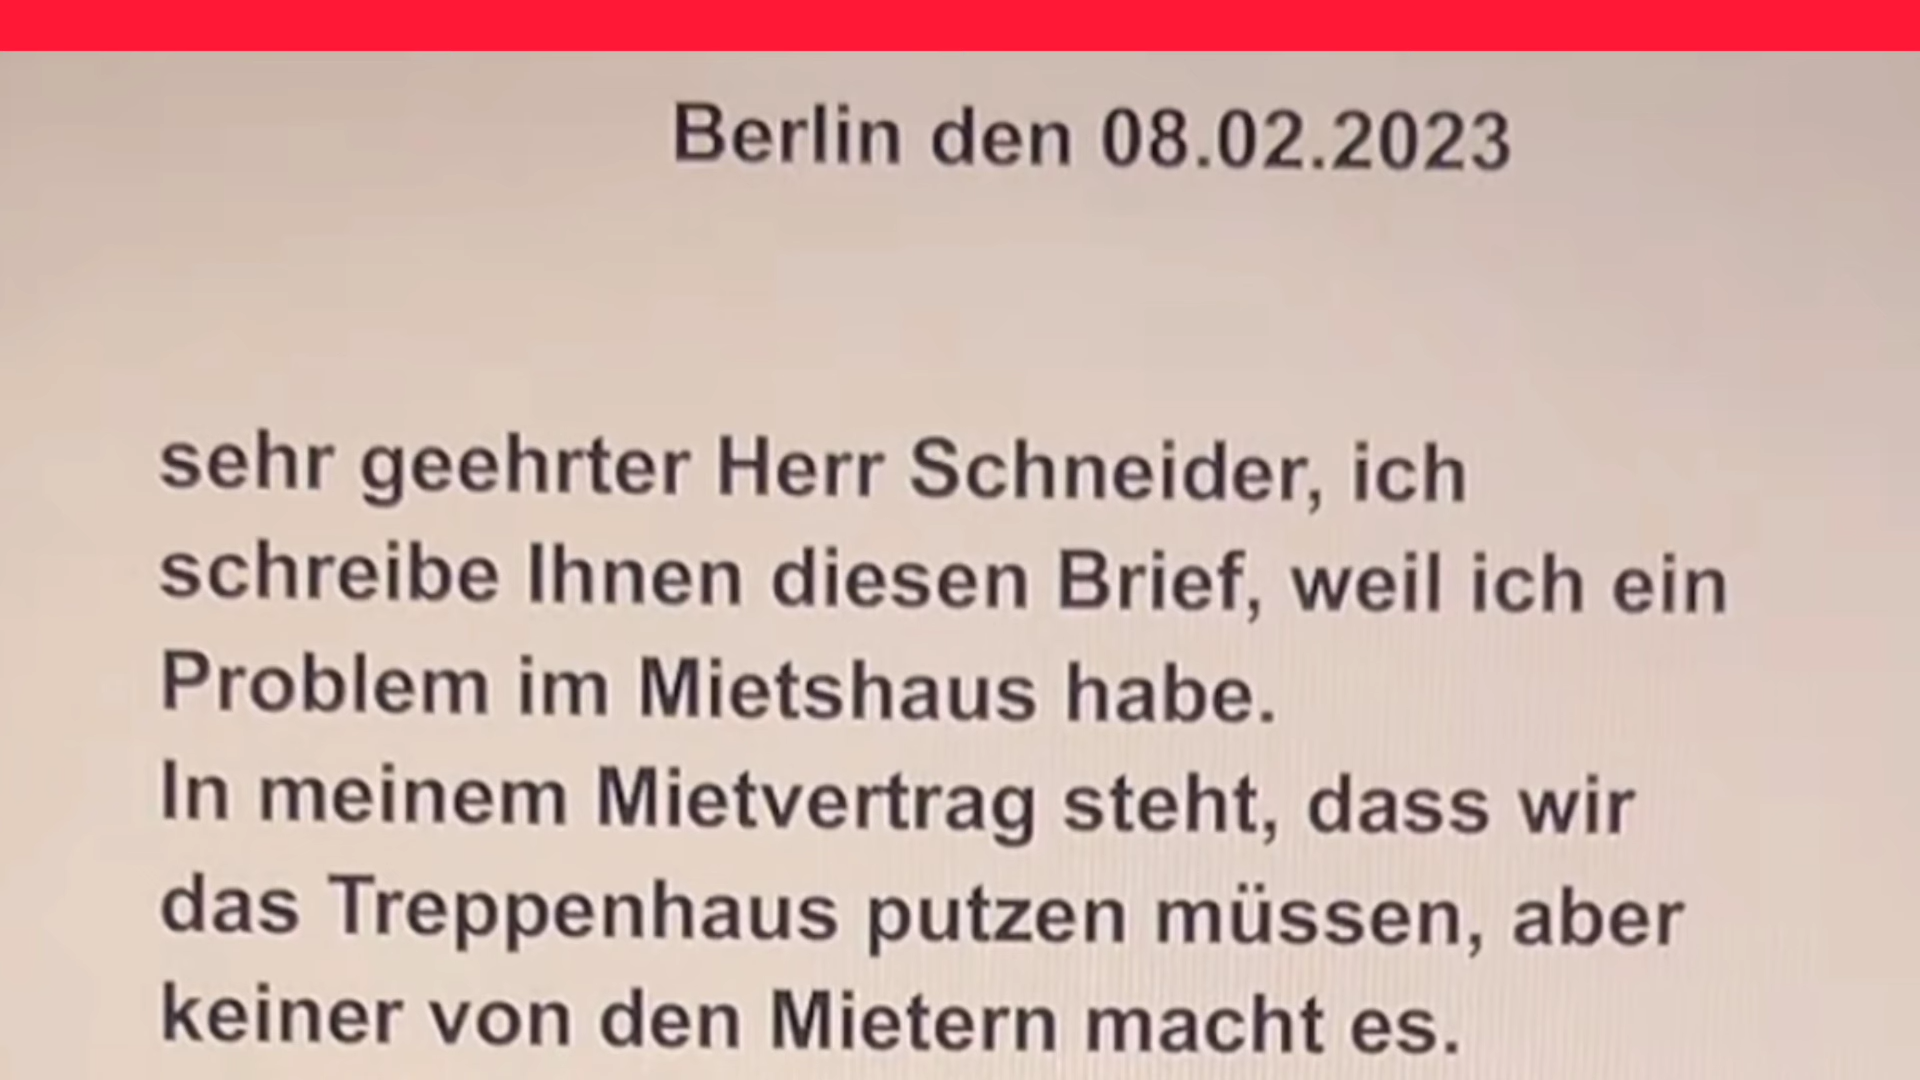 Berlin den 08.02.2023
sehr geehrter Herr Schneider, ich
schreibe Ihnen diesen Brief, weil ich ein
Problem im Mietshaus habe.
In meinem Mietvertrag steht, dass wir
das Treppenhaus putzen müssen, aber
keiner von den Mietern macht es.